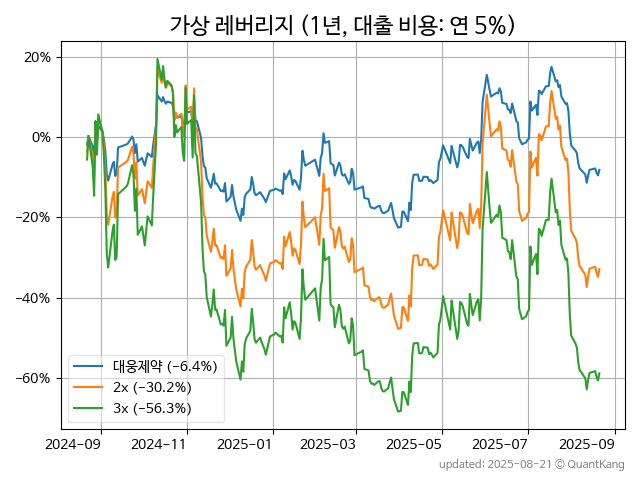 가상 레버리지 (1년, 대출 비용: 연 5%)
20%
0%
−20%
−40%
−60%
대웅제약 (−6.4%)
2x (−30.2%)
3x (−56.3%)
2024-09 2024-11 2025-01 2025-03 2025-05 2025-07 2025-09
updated: 2025-08-21 © QuantKang